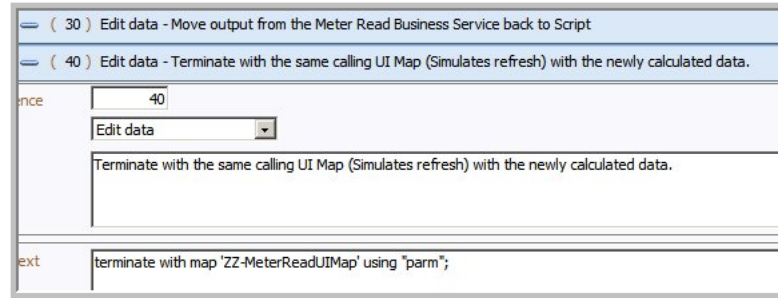 ( 30 ) Edit data - Move output from the Meter Read Business Service back to Script
( 40 ) Edit data - Terminate with the same calling UI Map (Simulates refresh) with the newly calculated data.
ence 40
Edit data
Terminate with the same calling UI Map (Simulates refresh) with the newly calculated data.
ext terminate with map 'ZZ-MeterReadUIMap' using "parm";